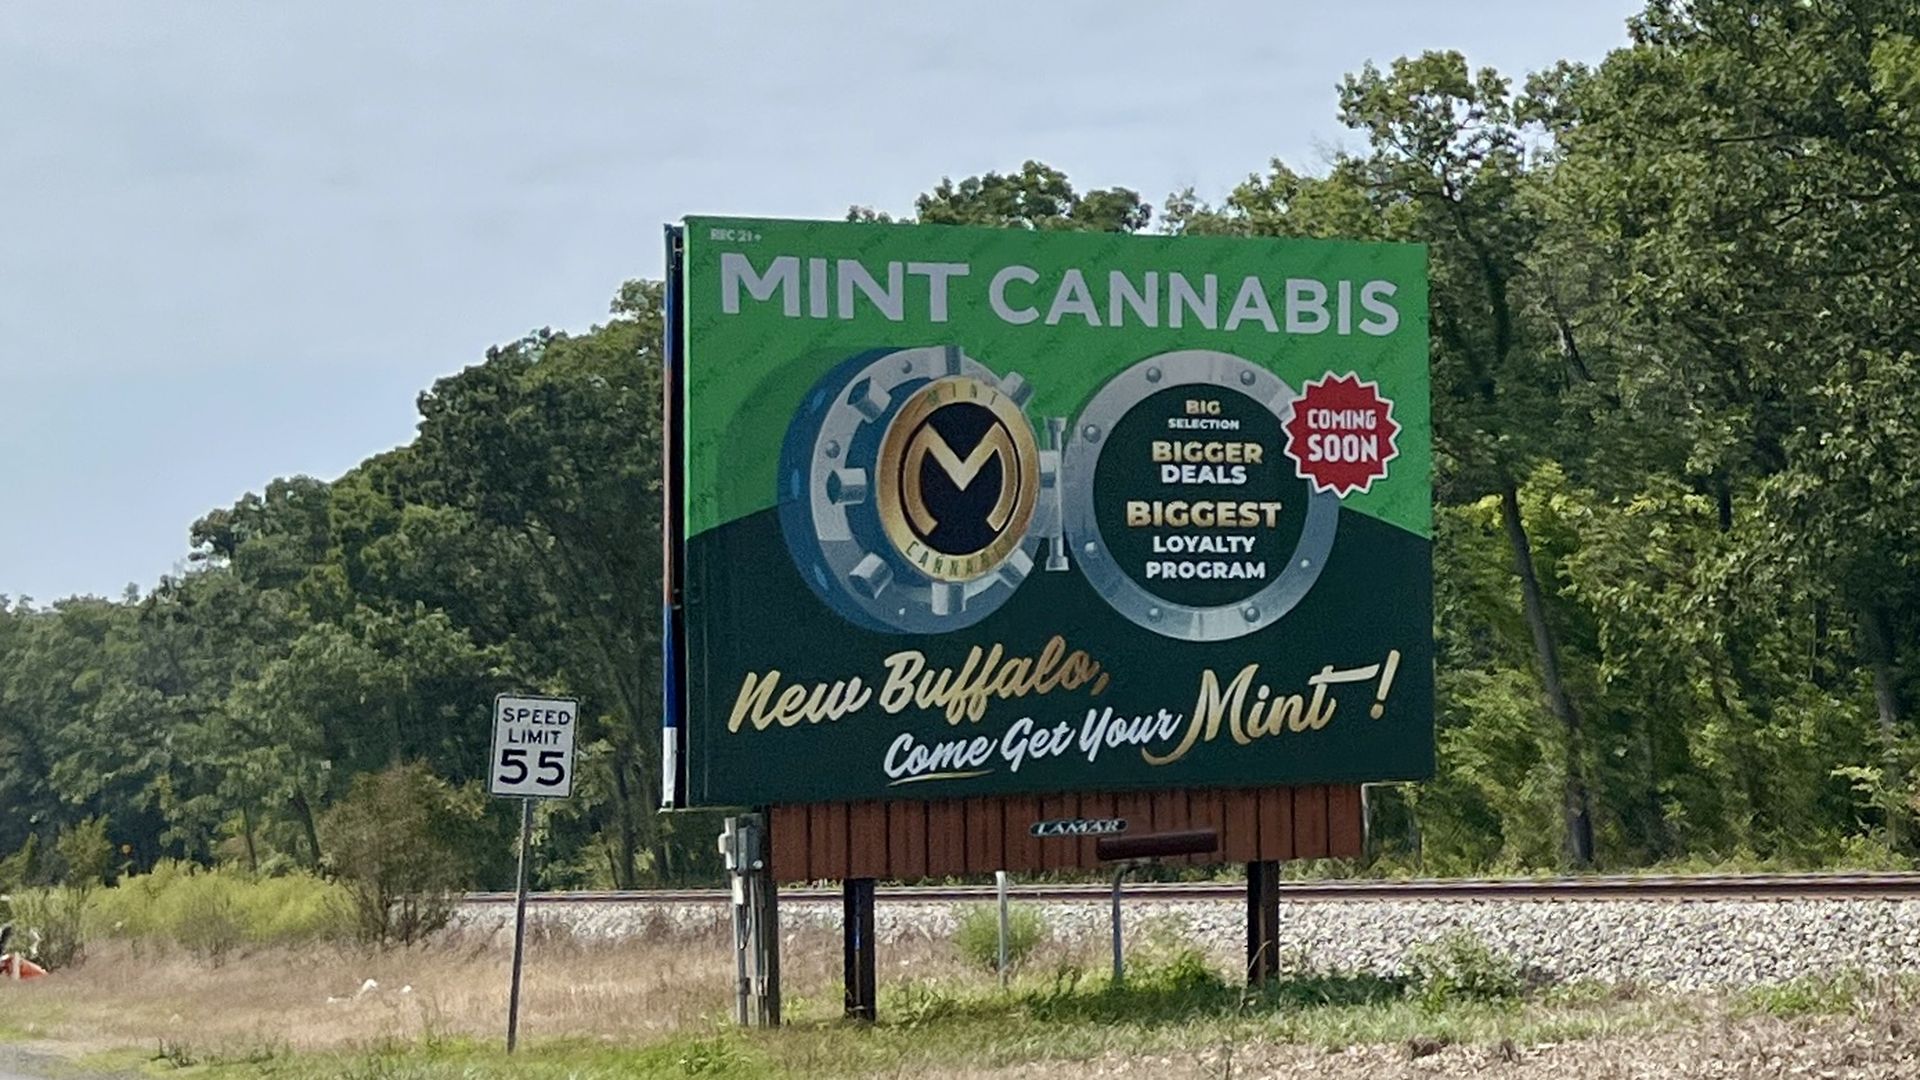 REC 21+
MINT CANNABIS
MINT
M
CANNABIS
BIG
SELECTION
BIGGER
DEALS
BIGGEST
LOYALTY
PROGRAM
COMING
SOON
New Buffalo,
Come Get Your Mint!
LAMAR
SPEED
LIMIT
55